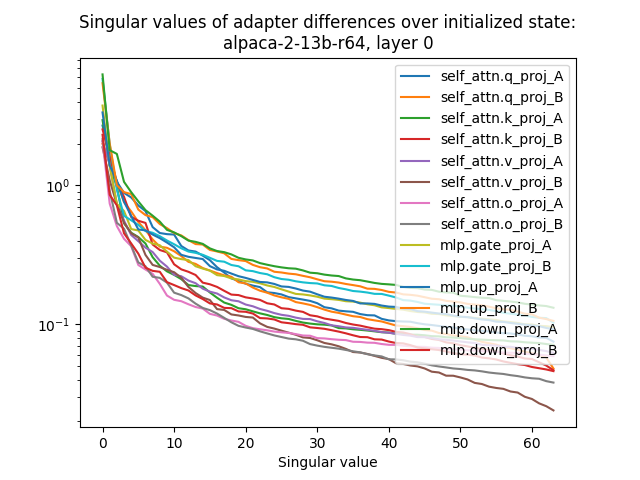 Singular values of adapter differences over initialized state:
alpaca-2-13b-r64, layer 0
self_attn.q_proj_A
self_attn.q_proj_B
self_attn.k_proj_A
self_attn.k_proj_B
self_attn.v_proj_A
self_attn.v_proj_B
self_attn.o_proj_A
self_attn.o_proj_B
mlp.gate_proj_A
mlp.gate_proj_B
mlp.up_proj_A
mlp.up_proj_B
mlp.down_proj_A
mlp.down_proj_B
10⁰
10⁻¹
0 10 20 30 40 50 60
Singular value